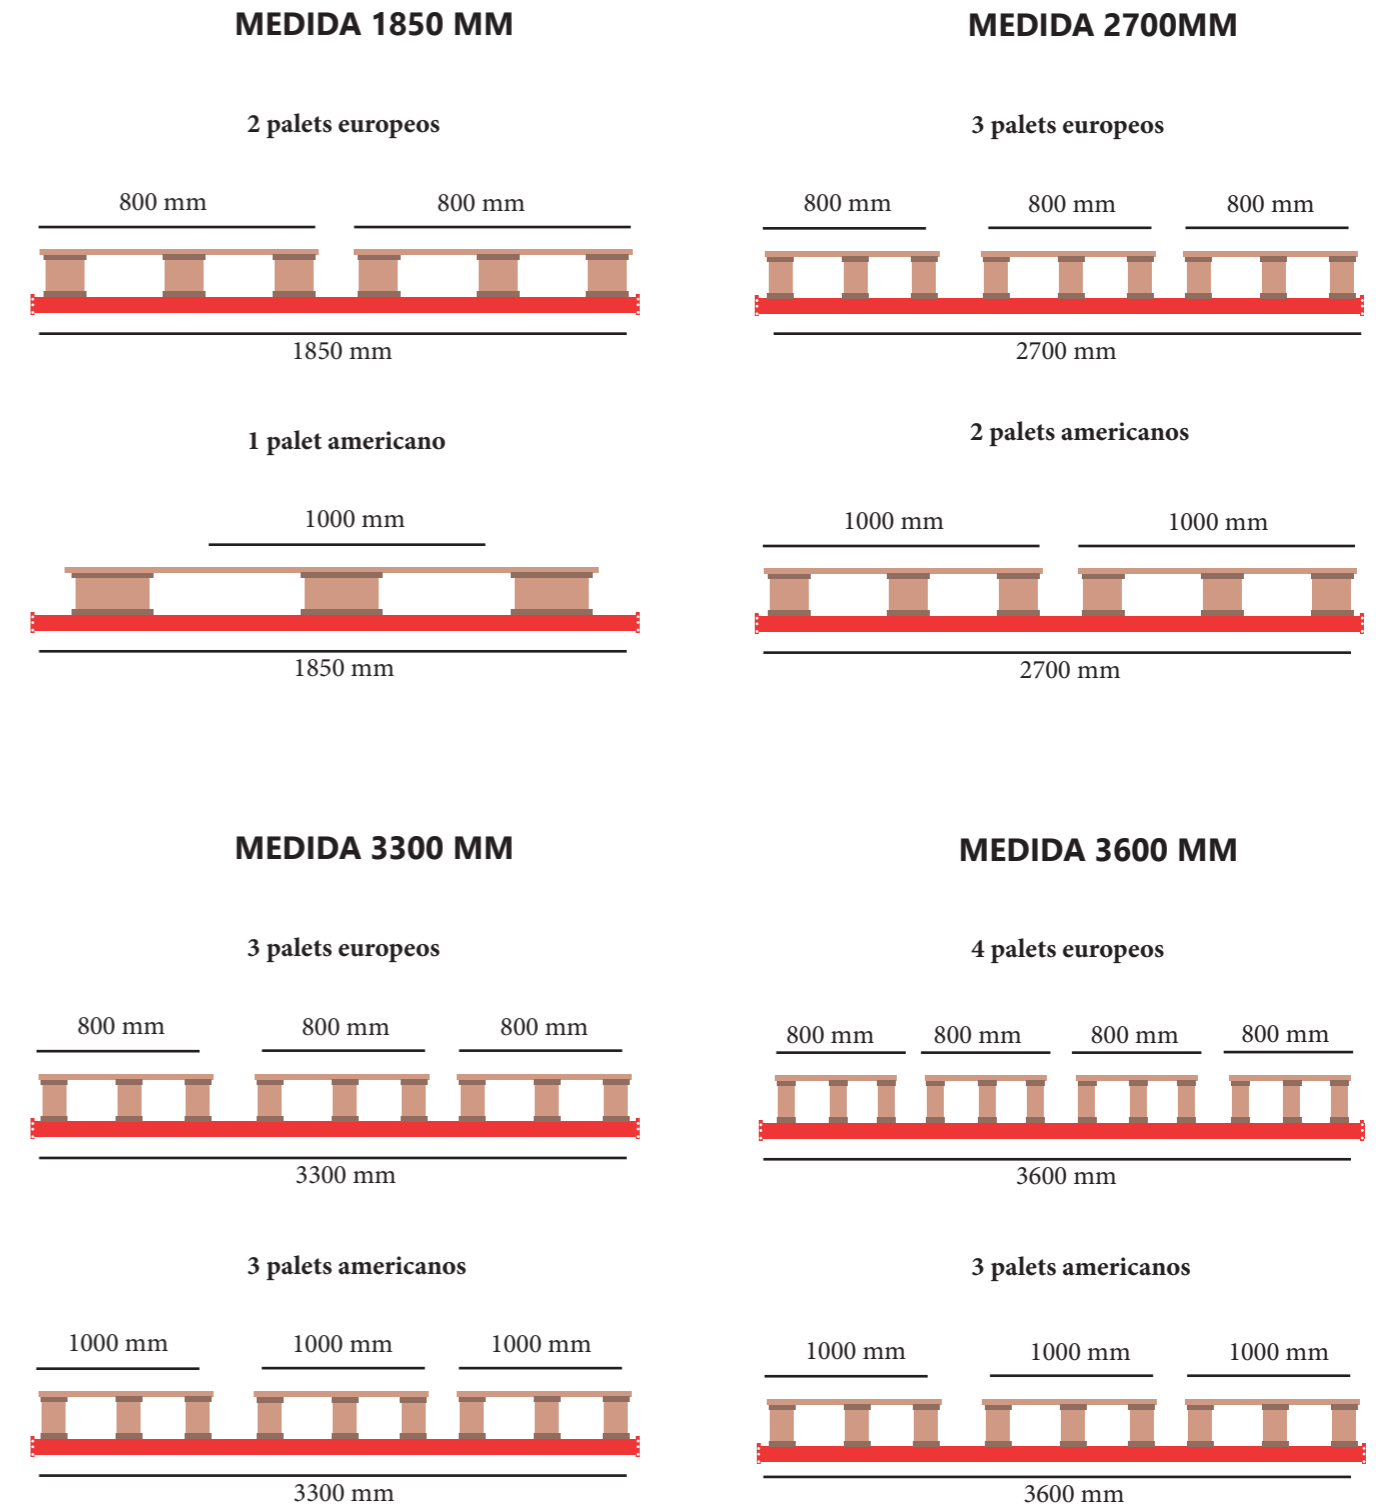 MEDIDA 1850 MM
2 palets europeos
800 mm
800 mm
1850 mm
1 palet americano
1000 mm
1850 mm
MEDIDA 2700MM
3 palets europeos
800 mm
800 mm
800 mm
2700 mm
2 palets americanos
1000 mm
1000 mm
2700 mm
MEDIDA 3300 MM
3 palets europeos
800 mm
800 mm
800 mm
3300 mm
3 palets americanos
1000 mm
1000 mm
1000 mm
3300 mm
MEDIDA 3600 MM
4 palets europeos
800 mm
800 mm
800 mm
800 mm
3600 mm
3 palets americanos
1000 mm
1000 mm
1000 mm
3600 mm